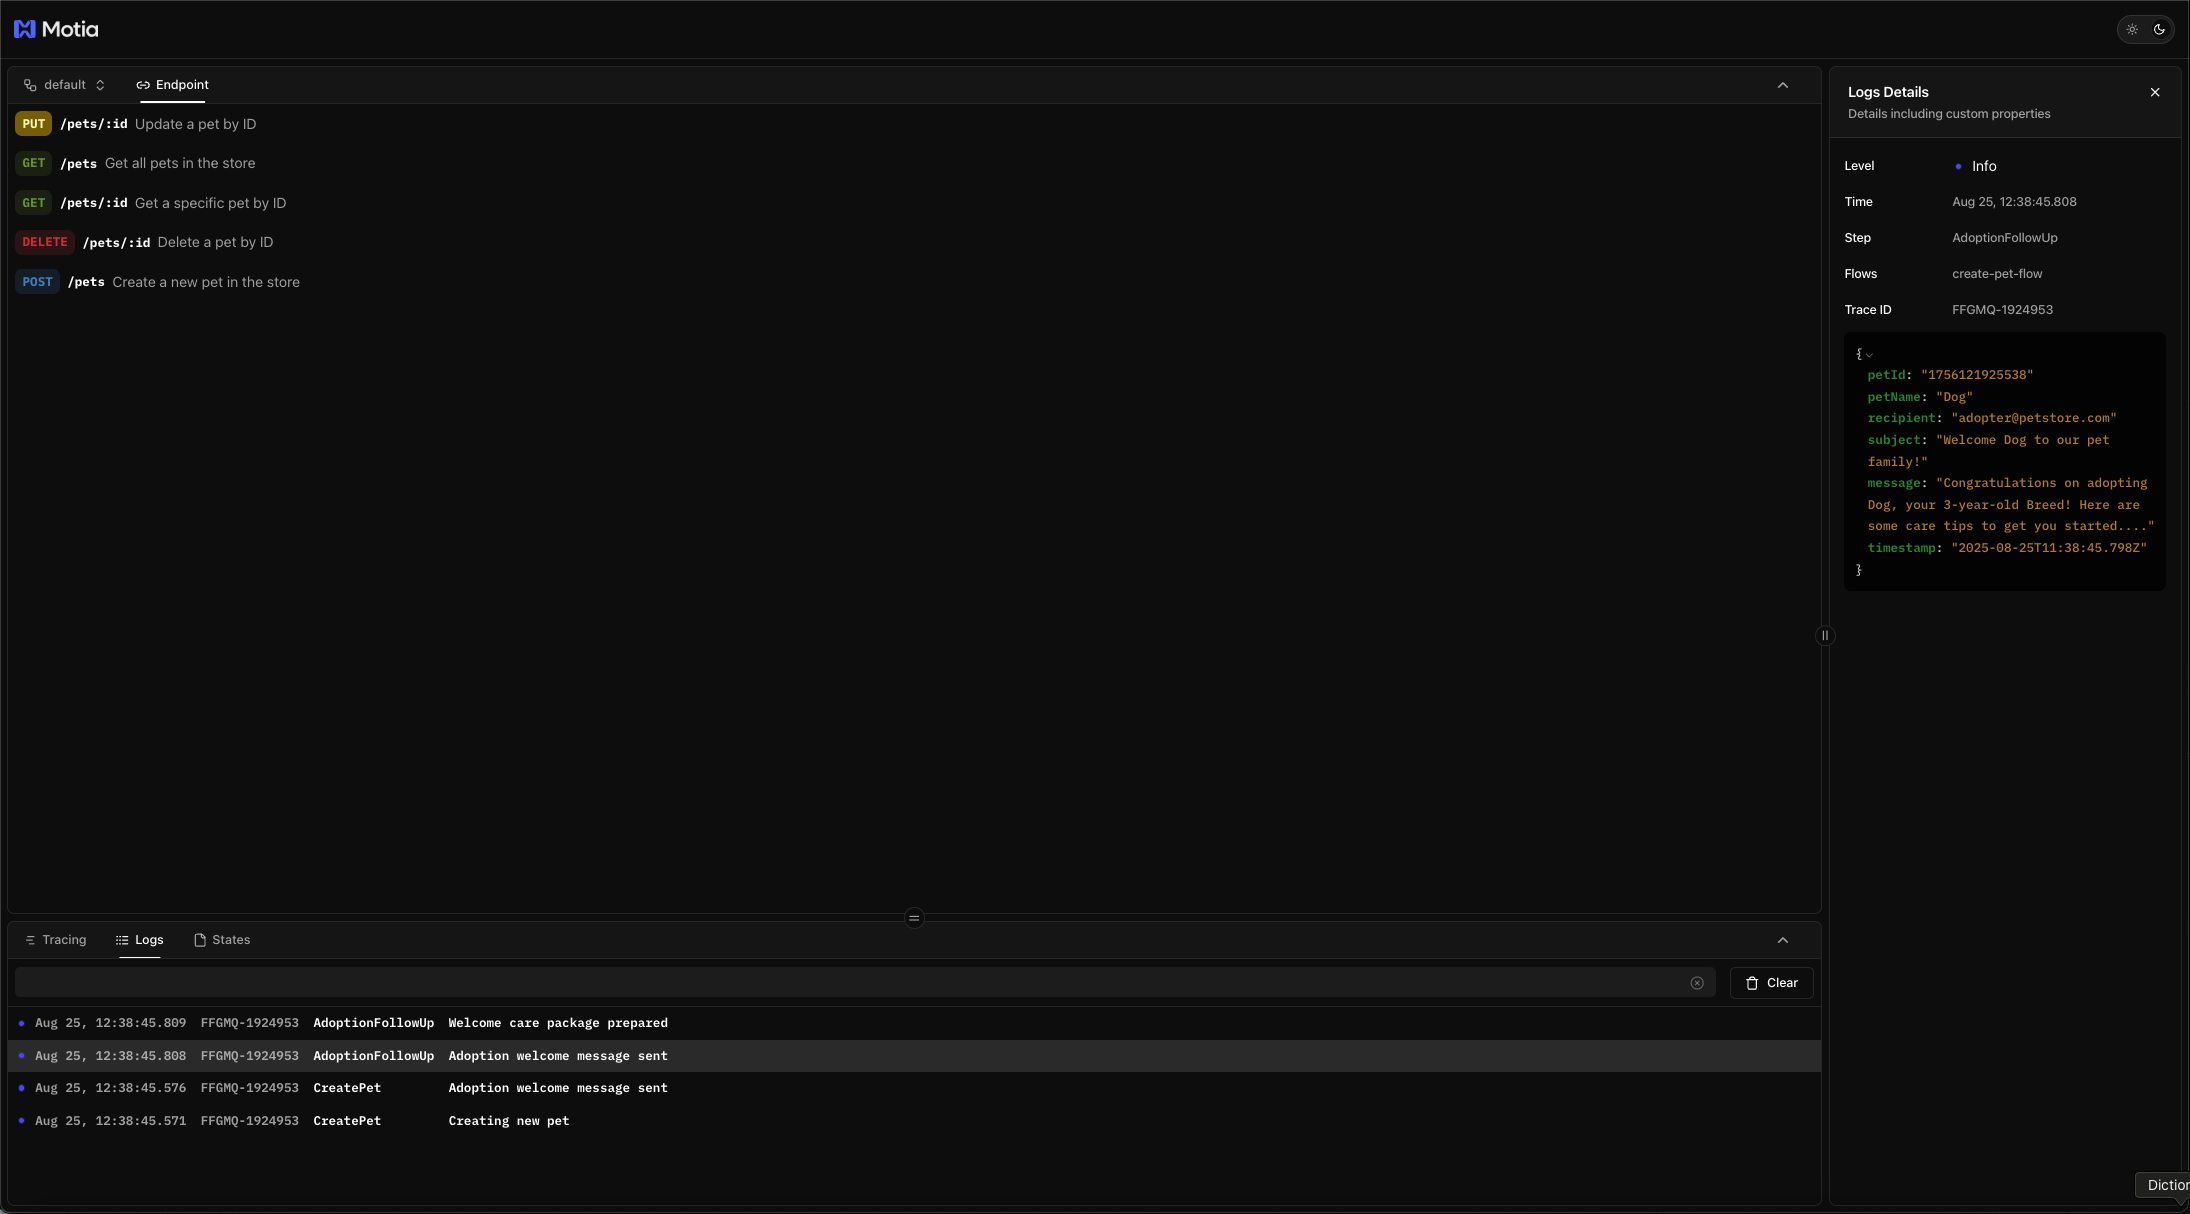 Motia
default Endpoint
PUT /pets/:id Update a pet by ID
GET /pets Get all pets in the store
GET /pets/:id Get a specific pet by ID
DELETE /pets/:id Delete a pet by ID
POST /pets Create a new pet in the store
Tracing Logs States
Clear
Aug 25, 12:38:45.809 FFGMQ-1924953 AdoptionFollowUp Welcome care package prepared
Aug 25, 12:38:45.808 FFGMQ-1924953 AdoptionFollowUp Adoption welcome message sent
Aug 25, 12:38:45.576 FFGMQ-1924953 CreatePet Adoption welcome message sent
Aug 25, 12:38:45.571 FFGMQ-1924953 CreatePet Creating new pet
Logs Details
Details including custom properties
Level Info
Time Aug 25, 12:38:45.808
Step AdoptionFollowUp
Flows create-pet-flow
Trace ID FFGMQ-1924953
{
petId: "1756121925538"
petName: "Dog"
recipient: "adopter@petstore.com"
subject: "Welcome Dog to our pet
family!"
message: "Congratulations on adopting
Dog, your 3-year-old Breed! Here are
some care tips to get you started...."
timestamp: "2025-08-25T11:38:45.798Z"
}